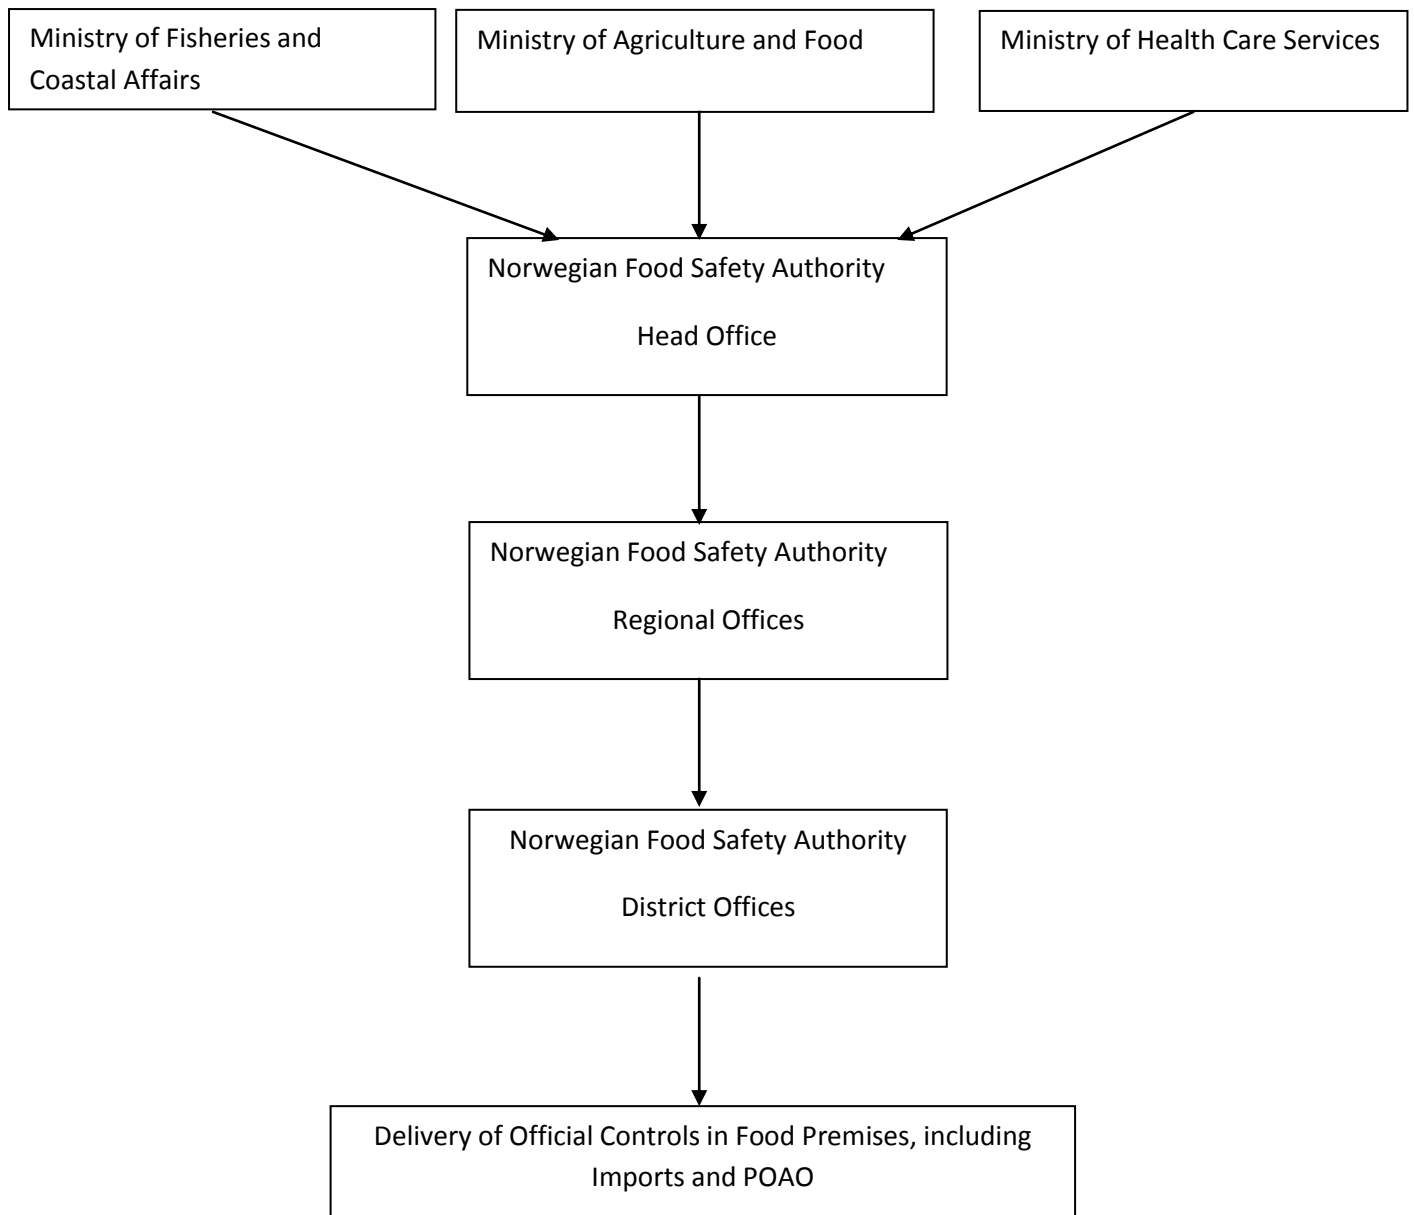 Ministry of Fisheries and
Coastal Affairs
Ministry of Agriculture and Food
Ministry of Health Care Services
Norwegian Food Safety Authority
Head Office
Norwegian Food Safety Authority
Regional Offices
Norwegian Food Safety Authority
District Offices
Delivery of Official Controls in Food Premises, including
Imports and POAO